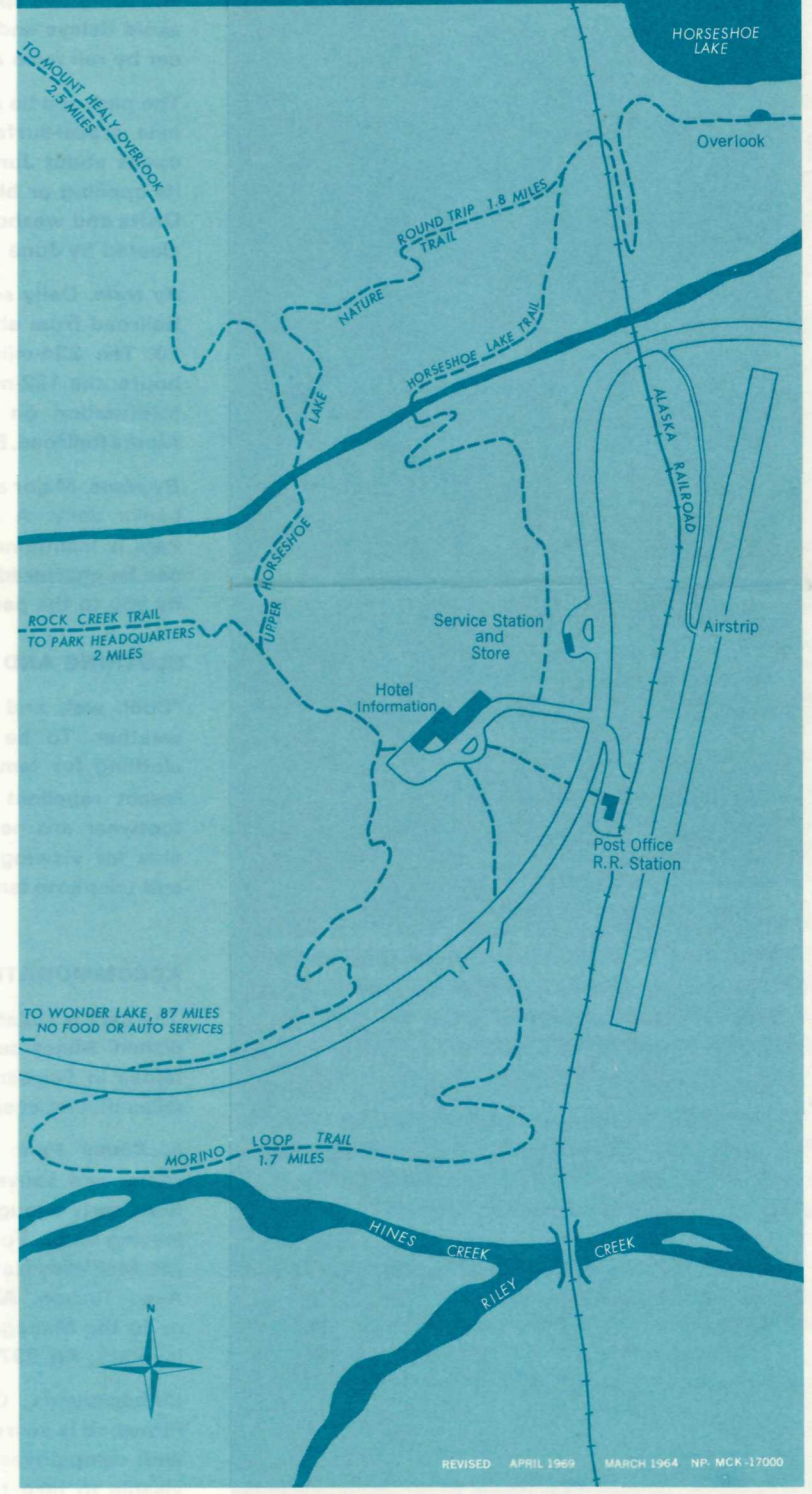 HORSESHOE
LAKE
TO MOUNT HEALY OVERLOOK
2.5 MILES
Overlook
ROUND TRIP 1.8 MILES
TRAIL
NATURE
LAKE
HORSESHOE LAKE TRAIL
ALASKA RAILROAD
UPPER HORSESHOE
ROCK CREEK TRAIL
TO PARK HEADQUARTERS
2 MILES
Service Station
and
Store
Airstrip
Hotel
Information
Post Office
R.R. Station
TO WONDER LAKE, 87 MILES
NO FOOD OR AUTO SERVICES
MORINO LOOP TRAIL
1.7 MILES
HINES CREEK
CREEK
RILEY
N
REVISED APRIL 1969 MARCH 1964 NP- MCK-17000